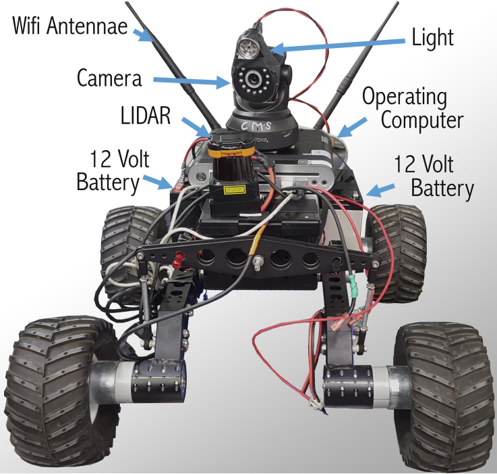 Wifi Antennae
Light
Camera
LIDAR
Operating
Computer
12 Volt
Battery
12 Volt
Battery
CMS